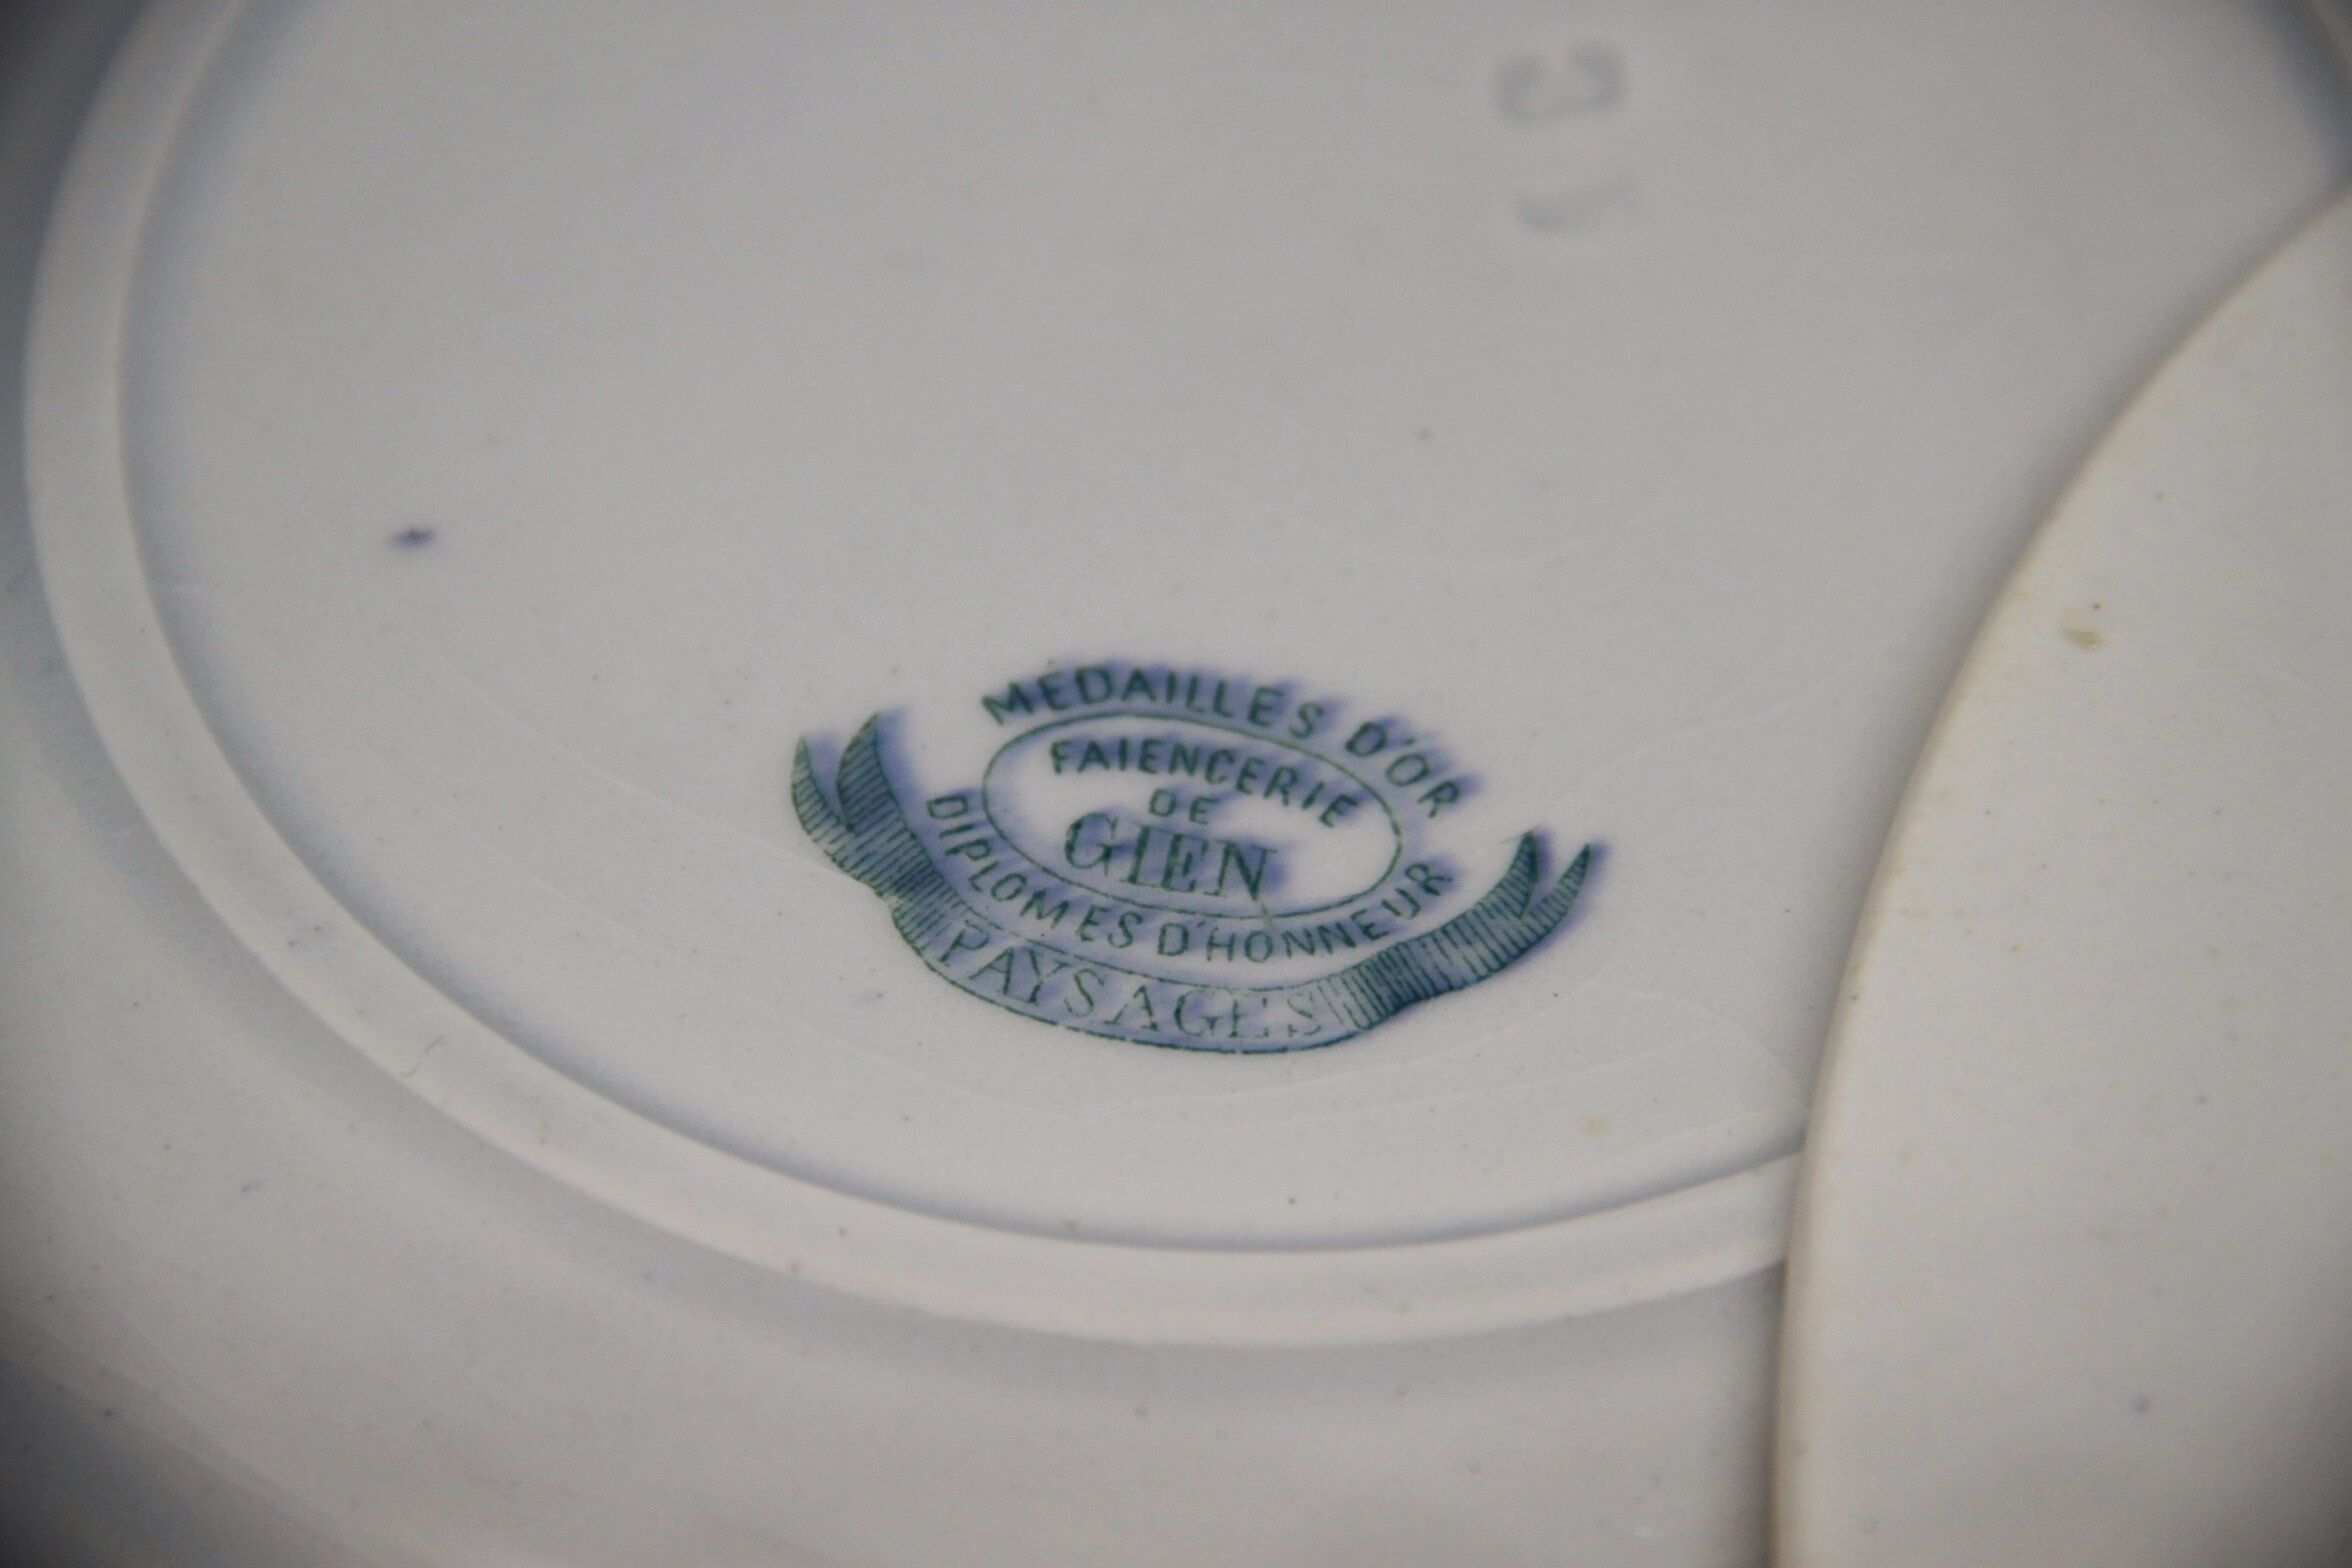 MEDAILLES D'OR
FAIENCERIE
DE
GIEN
DIPLOMES D'HONNEUR
PAYSAGES